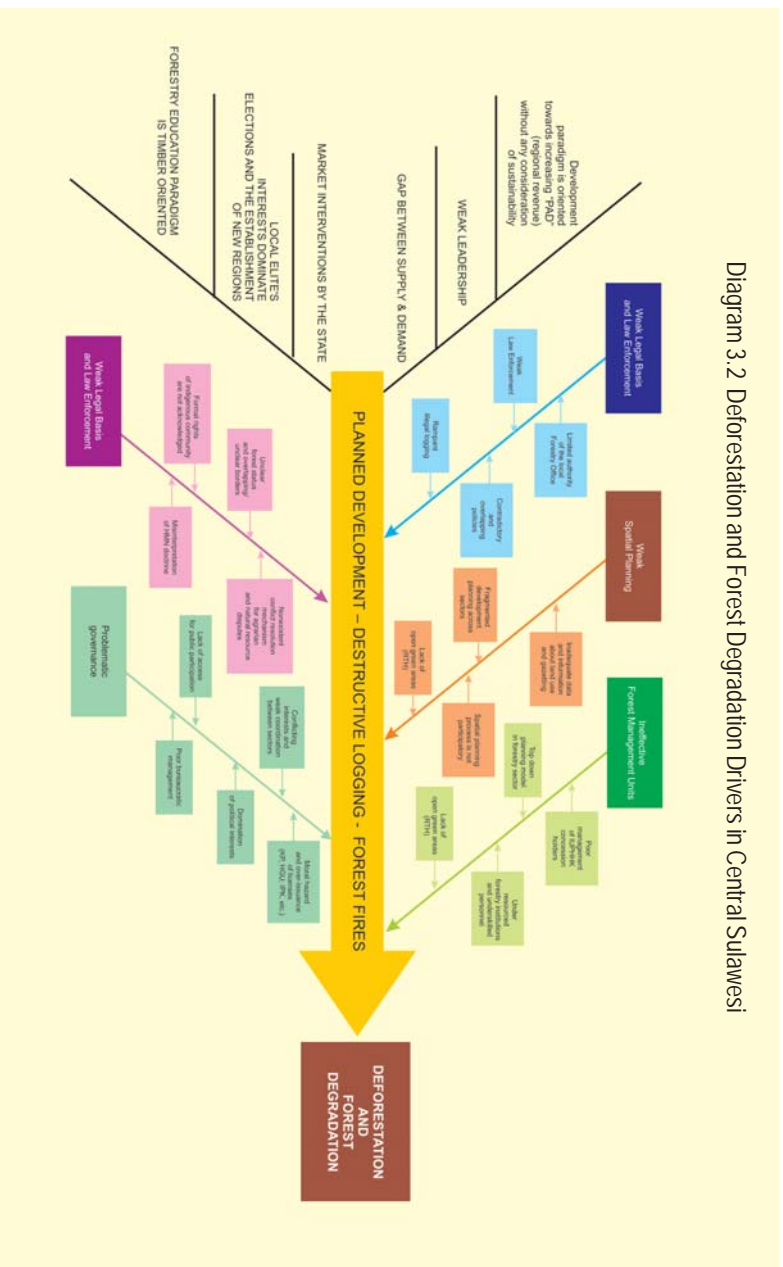 Diagram 3.2 Deforestation and Forest Degradation Drivers in Central Sulawesi
Development
paradigm is oriented
towards increasing "PAD"
(regional revenue)
without any consideration
of sustainability
WEAK LEADERSHIP
GAP BETWEEN SUPPLY & DEMAND
MARKET INTERVENTIONS BY THE STATE
LOCAL ELITE'S
INTERESTS DOMINATE
ELECTIONS AND THE ESTABLISHMENT
OF NEW REGIONS
FORESTRY EDUCATION PARADIGM
IS TIMBER ORIENTED
Weak Legal Basis
and Law Enforcement
Limited authority
of the local
Forestry Office
Weak
Law Enforcement
Contradictory
and
overlapping
policies
Rampant
illegal logging
Weak
Spatial Planning
Inadequate data
and information
about land use
and gazetting
Fragmented
development
planning across
sectors
Spatial planning
process is not
participatory
Lack of
open green areas
(RTH)
Ineffective
Forest Management Units
Poor
management
of IUPHHK
concession
holders
Top down
planning model
in forestry sector
Under
resourced
forestry institutions
and underskilled
personnel
Lack of
open green areas
(RTH)
PLANNED DEVELOPMENT – DESTRUCTIVE LOGGING - FOREST FIRES
DEFORESTATION
AND
FOREST
DEGRADATION
Weak Legal Basis
and Law Enforcement
Formal rights
of indigenous community
are not acknowledged
Misinterpretation
of HMN doctrine
Unclear
forest status
and overlapping/
unclear borders
Nonexistent
conflict resolution
mechanism
for agrarian
and natural resource
disputes
Problematic
governance
Lack of access
for public participation
Poor bureaucratic
management
Conflicting
interests and
weak coordination
between sectors
Domination
of political interests
Moral hazard
and over-issuance
of licenses
(KP, HGU, IPK, etc.)